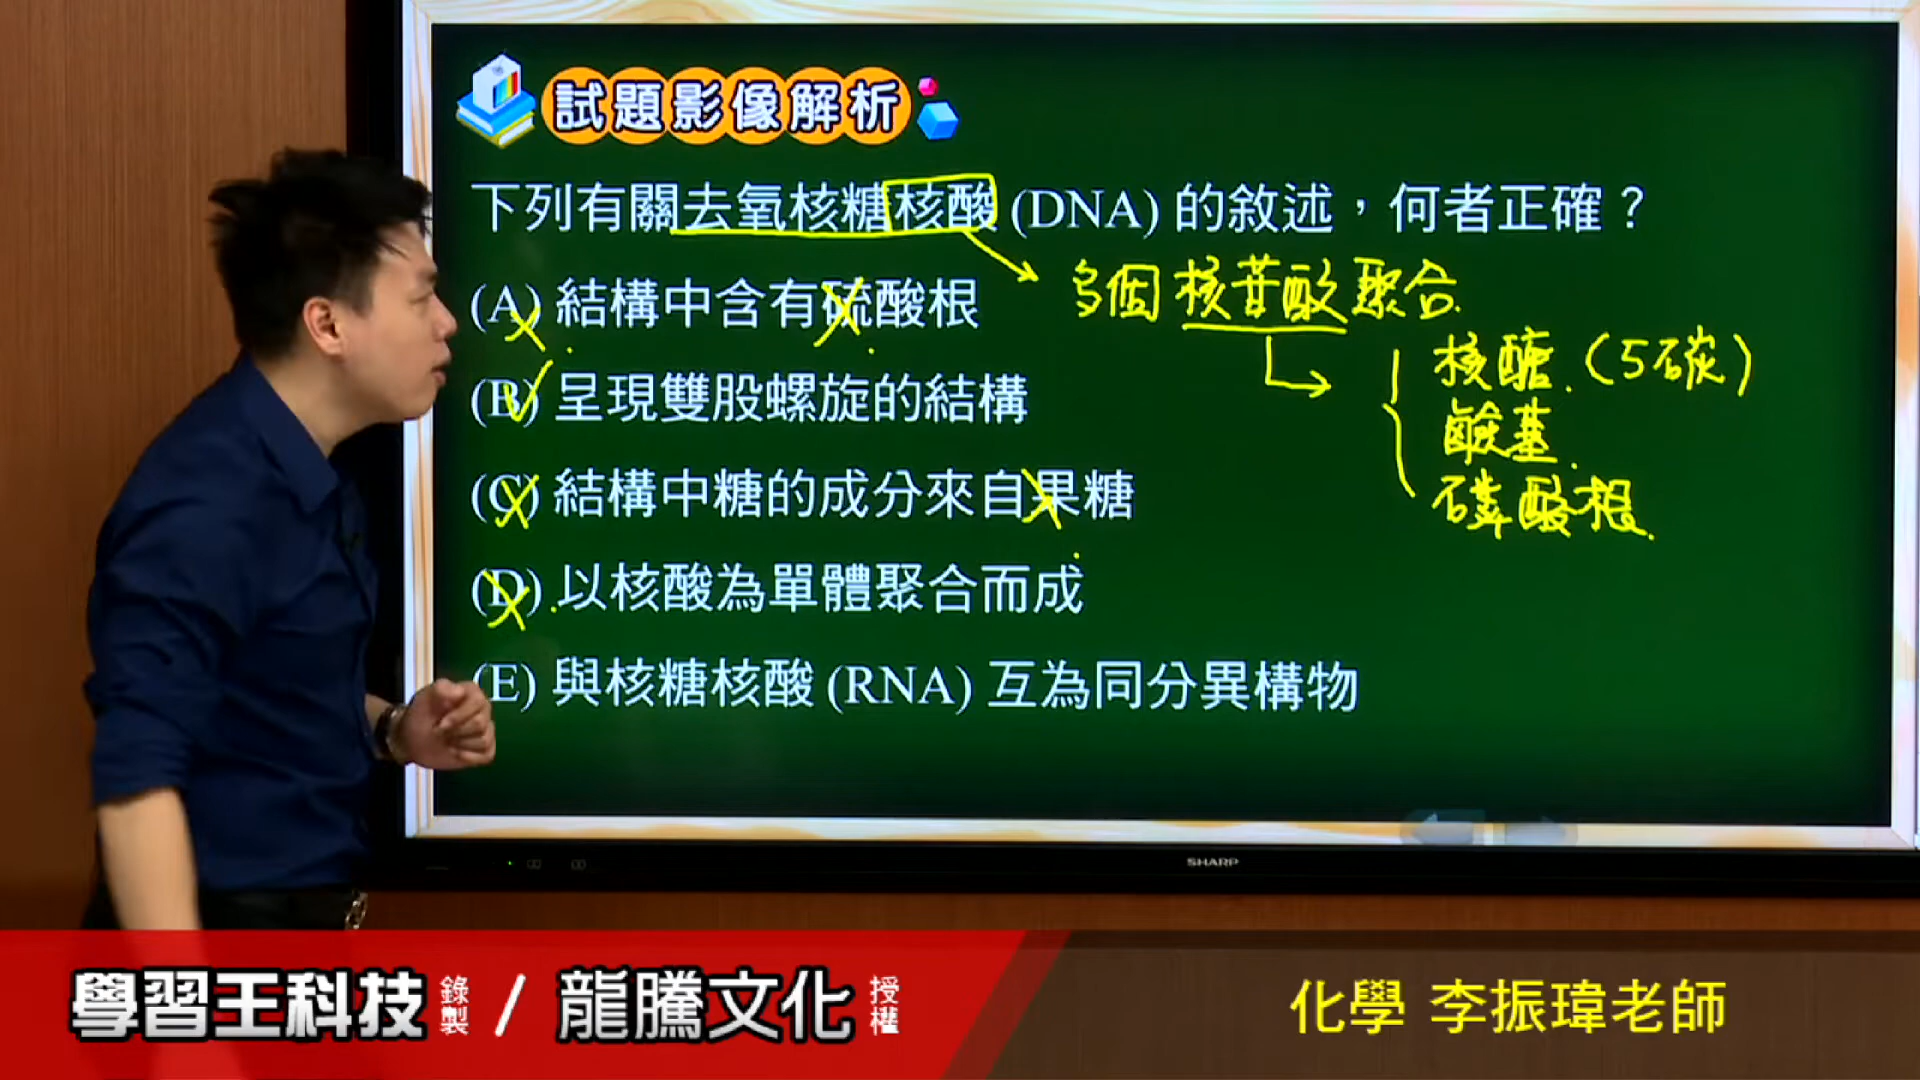 試題影像解析
下列有關去氧核糖核酸 (DNA) 的敘述，何者正確？
多個核苷酸聚合.
(A) 結構中含有硫酸根
核醣.(5碳)
(B) 呈現雙股螺旋的結構
鹼基.
(C) 結構中糖的成分來自果糖
磷酸根.
(D) 以核酸為單體聚合而成
(E) 與核糖核酸 (RNA) 互為同分異構物
SHARP
學習王科技 錄製 / 龍騰文化 授權
化學 李振瑋老師